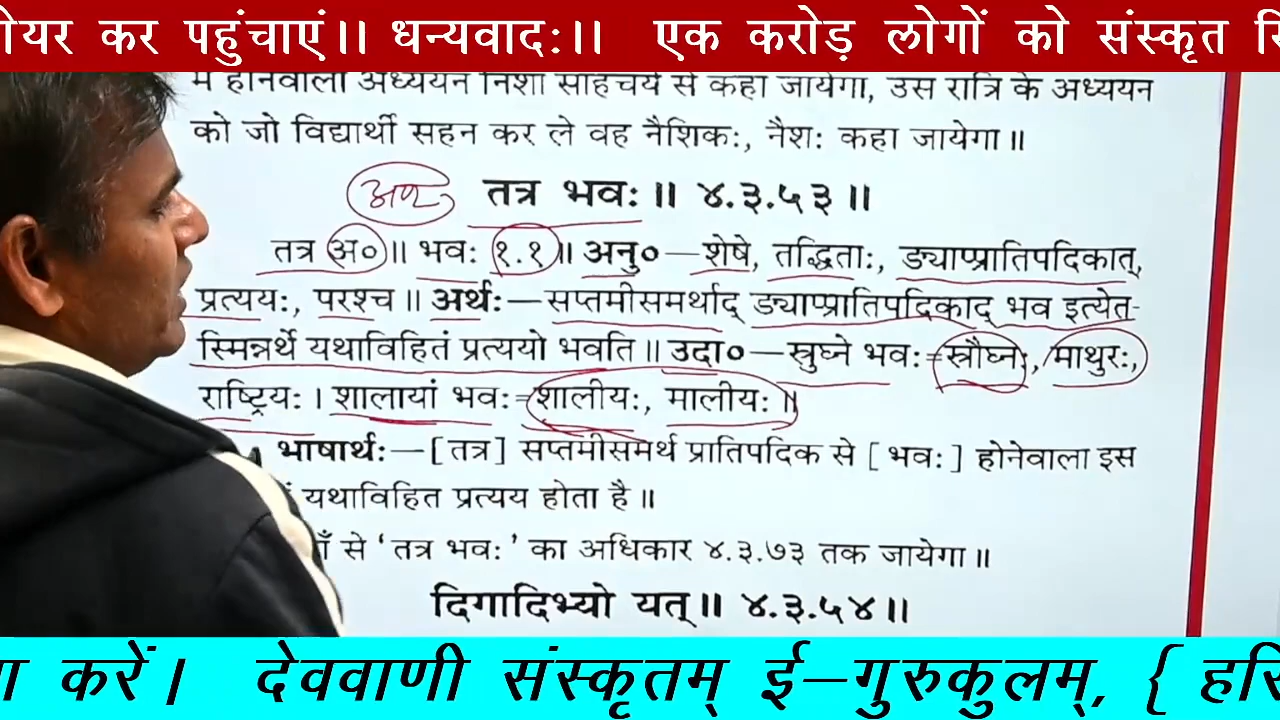 यर कर पहुंचाएं।। धन्यवादः।। एक करोड़ लोगों को संस्कृत
में होनेवाला अध्ययन निशा साहचर्य से कहा जायेगा, उस रात्रि के अध्ययन
को जो विद्यार्थी सहन कर ले वह नैशिकः, नैशः कहा जायेगा॥
अण् तत्र भवः॥ ४.३.५३॥
तत्र अ०॥ भवः १.१॥ अनु०—शेषे, तद्धिताः, ङ्याप्प्रातिपदिकात्,
प्रत्ययः, परश्च॥ अर्थः—सप्तमीसमर्थाद् ङ्याप्प्रातिपदिकाद् भव इत्येत-
स्मिन्नर्थे यथाविहितं प्रत्ययो भवति॥ उदा०—स्रुघ्ने भवः=स्रौघ्नः, माथुरः,
राष्ट्रियः। शालायां भवः=शालीयः, मालीयः॥
भाषार्थः—[तत्र] सप्तमीसमर्थ प्रातिपदिक से [भवः] होनेवाला इस
यथाविहित प्रत्यय होता है॥
से 'तत्र भवः' का अधिकार ४.३.७३ तक जायेगा॥
दिगादिभ्यो यत्॥ ४.३.५४॥
करें। देववाणी संस्कृतम् ई-गुरुकुलम्, {